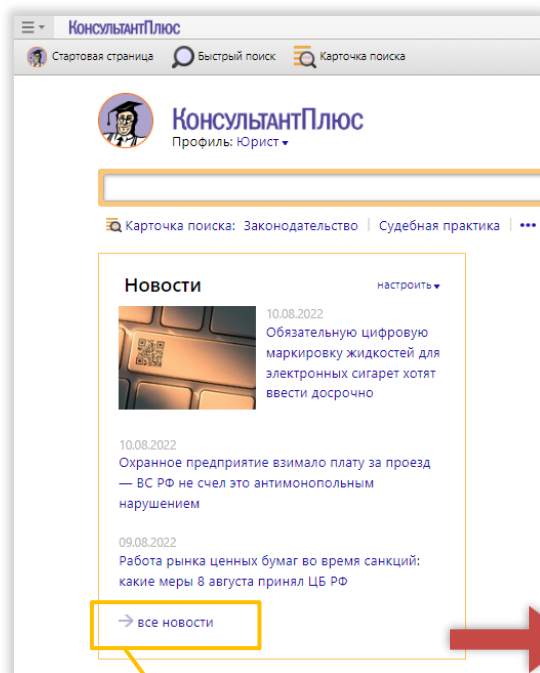 КонсультантПлюс
Стартовая страница Быстрый поиск Карточка поиска
КонсультантПлюс
Профиль: Юрист
Карточка поиска: Законодательство Судебная практика •••
Новости настроить
10.08.2022
Обязательную цифровую
маркировку жидкостей для
электронных сигарет хотят
ввести досрочно
10.08.2022
Охранное предприятие взимало плату за проезд
— ВС РФ не счел это антимонопольным
нарушением
09.08.2022
Работа рынка ценных бумаг во время санкций:
какие меры 8 августа принял ЦБ РФ
→ все новости